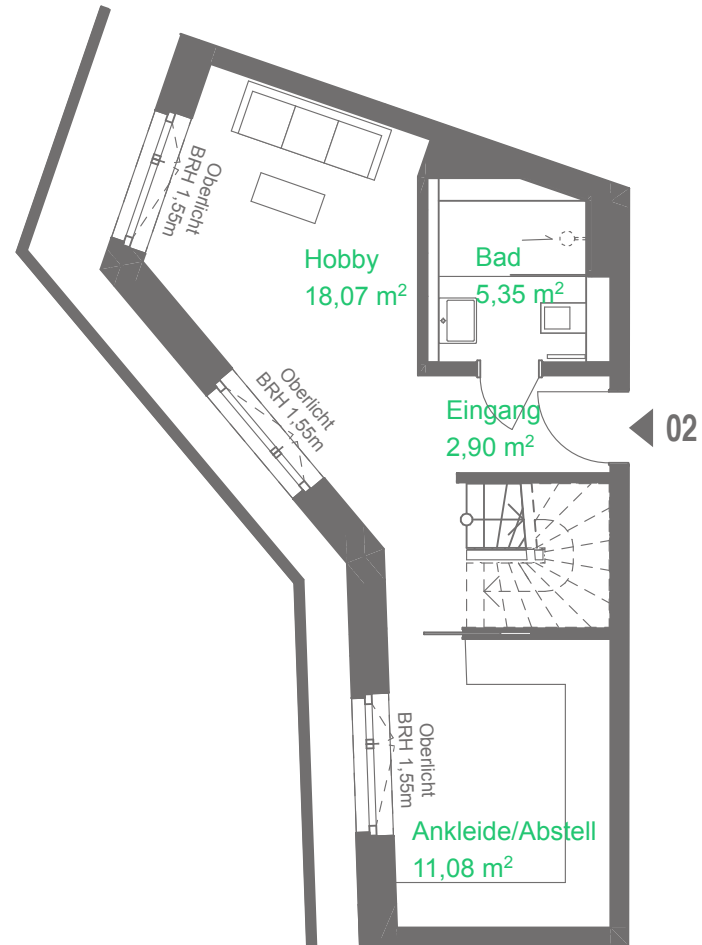 Oberlicht
BRH 1,55m
Hobby
18,07 m²
Bad
5,35 m²
Oberlicht
BRH 1,55m
Eingang
2,90 m²
02
Oberlicht
BRH 1,55m
Ankleide/Abstell
11,08 m²